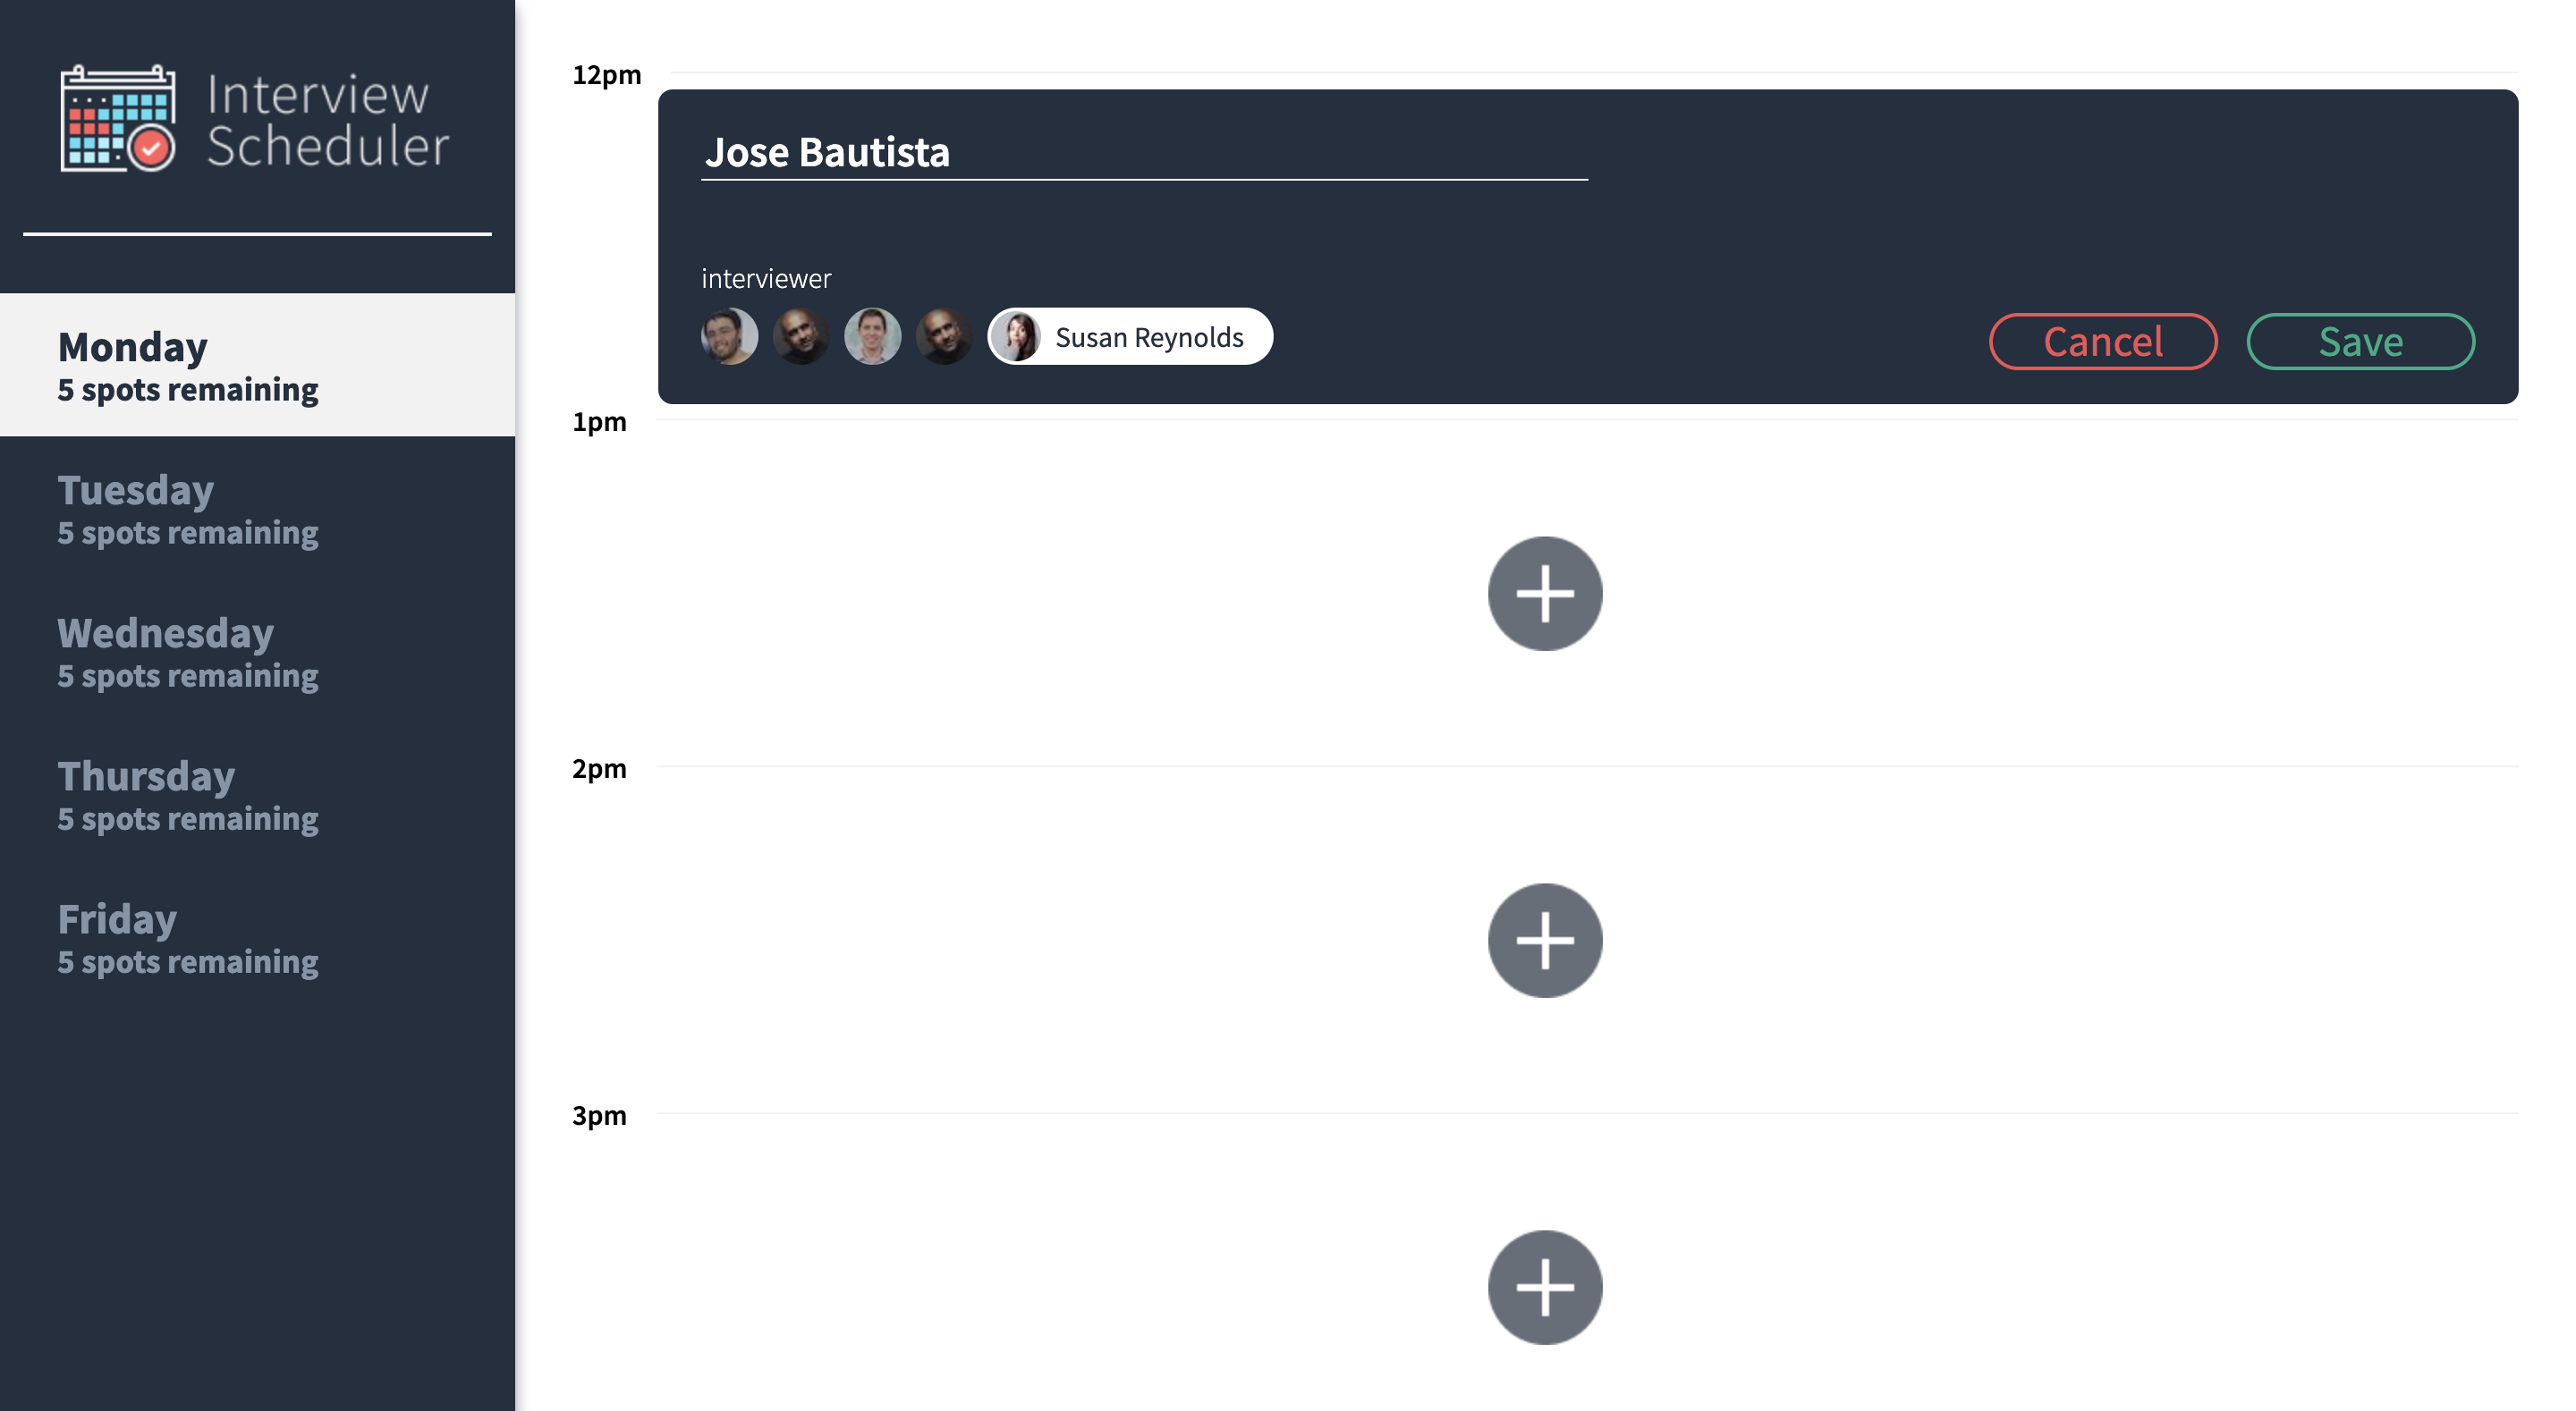 Interview
Scheduler
Monday
5 spots remaining
Tuesday
5 spots remaining
Wednesday
5 spots remaining
Thursday
5 spots remaining
Friday
5 spots remaining
12pm
Jose Bautista
interviewer
Susan Reynolds
Cancel
Save
1pm
2pm
3pm